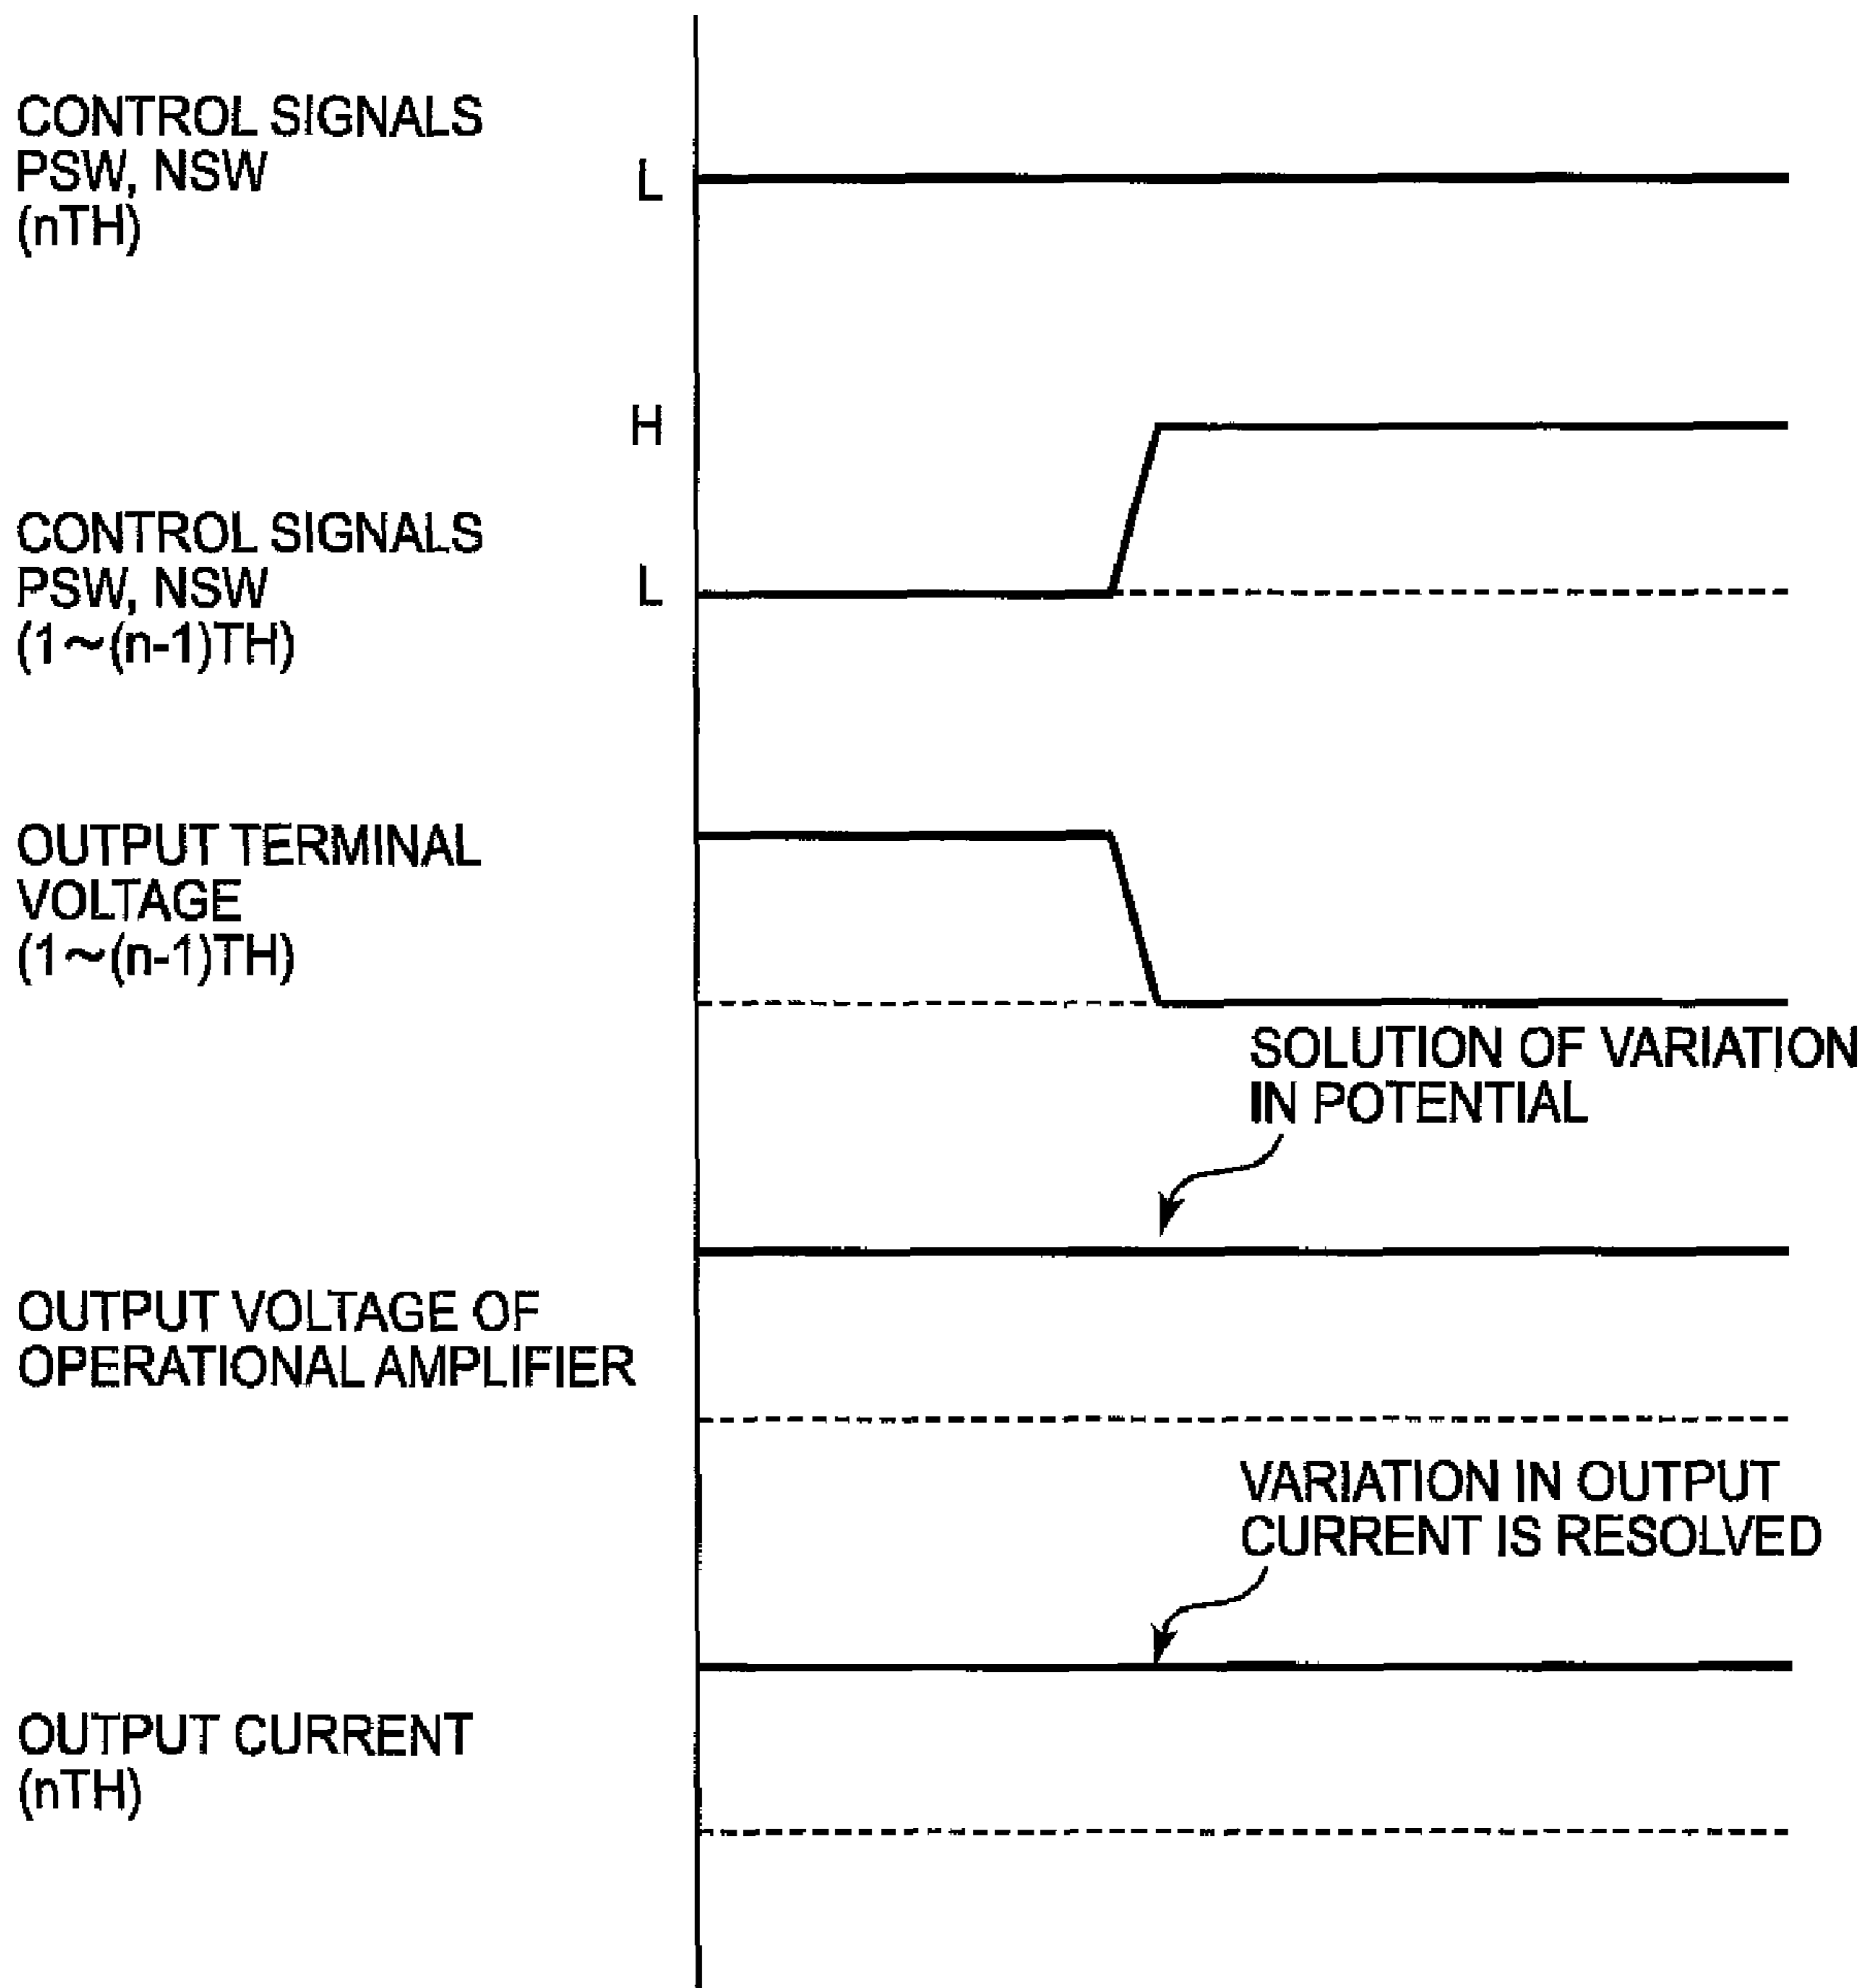 CONTROL SIGNALS
PSW, NSW
(nTH)
L
H
CONTROL SIGNALS
PSW, NSW
(1~(n-1)TH)
L
OUTPUT TERMINAL
VOLTAGE
(1~(n-1)TH)
SOLUTION OF VARIATION
IN POTENTIAL
OUTPUT VOLTAGE OF
OPERATIONAL AMPLIFIER
VARIATION IN OUTPUT
CURRENT IS RESOLVED
OUTPUT CURRENT
(nTH)